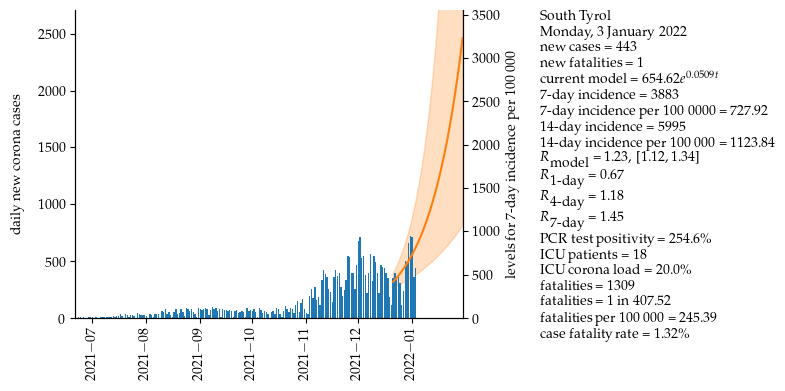 daily new corona cases
2500
2000
1500
1000
500
0
2021−07
2021−08
2021−09
2021−10
2021−11
2021−12
2022−01
3500
3000
2500
2000
1500
1000
500
0
levels for 7-day incidence per 100 000
South Tyrol
Monday, 3 January 2022
new cases = 443
new fatalities = 1
current model = 654.62e^0.0509t
7-day incidence = 3883
7-day incidence per 100 0000 = 727.92
14-day incidence = 5995
14-day incidence per 100 000 = 1123.84
R_model = 1.23, [1.12, 1.34]
R_1-day = 0.67
R_4-day = 1.18
R_7-day = 1.45
PCR test positivity = 254.6%
ICU patients = 18
ICU corona load = 20.0%
fatalities = 1309
fatalities = 1 in 407.52
fatalities per 100 000 = 245.39
case fatality rate = 1.32%